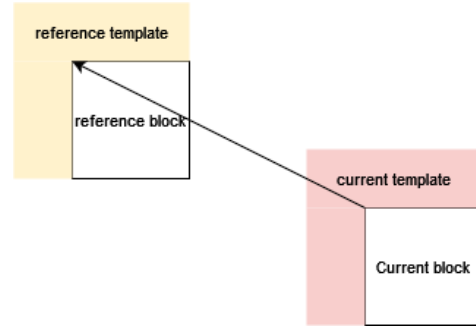 reference template
reference block
current template
Current block